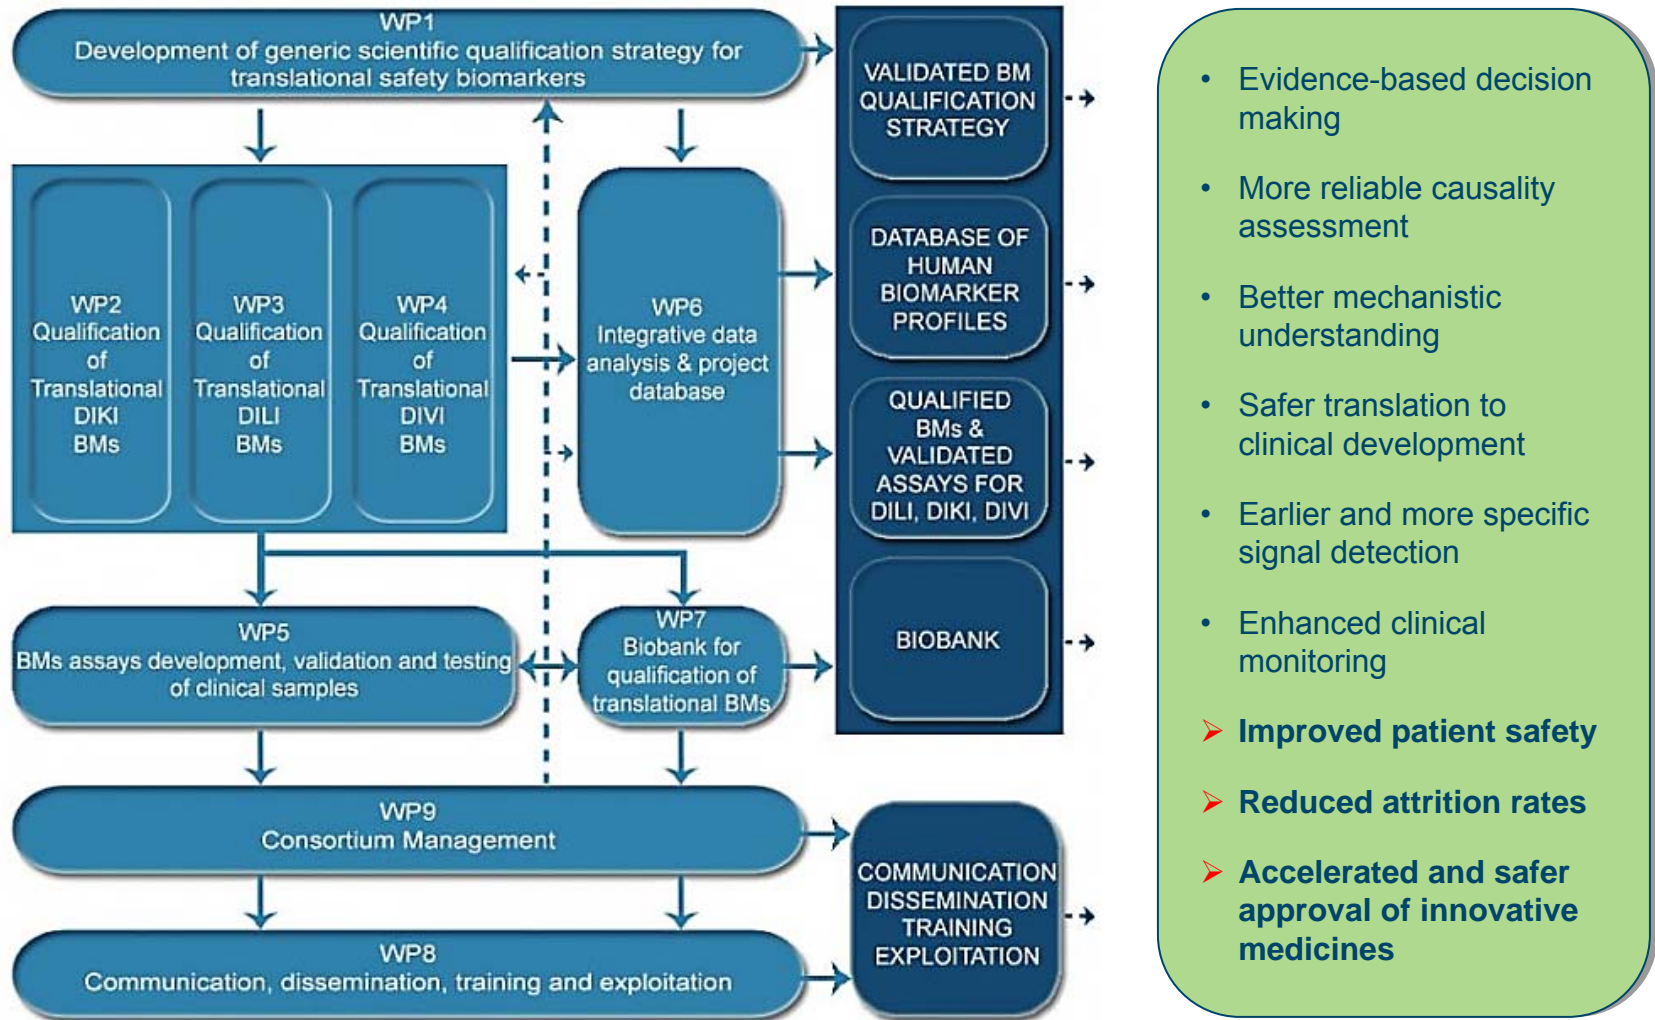 WP1
Development of generic scientific qualification strategy for
translational safety biomarkers
WP2
Qualification
of
Translational
DIKI
BMs
WP3
Qualification
of
Translational
DILI
BMs
WP4
Qualification
of
Translational
DIVI
BMs
WP6
Integrative data
analysis & project
database
WP5
BMs assays development, validation and testing
of clinical samples
WP7
Biobank for
qualification of
translational BMs
WP9
Consortium Management
WP8
Communication, dissemination, training and exploitation
VALIDATED BM
QUALIFICATION
STRATEGY
DATABASE OF
HUMAN
BIOMARKER
PROFILES
QUALIFIED
BMs &
VALIDATED
ASSAYS FOR
DILI, DIKI, DIVI
BIOBANK
COMMUNICATION
DISSEMINATION
TRAINING
EXPLOITATION
• Evidence-based decision
making
• More reliable causality
assessment
• Better mechanistic
understanding
• Safer translation to
clinical development
• Earlier and more specific
signal detection
• Enhanced clinical
monitoring
➢ Improved patient safety
➢ Reduced attrition rates
➢ Accelerated and safer
approval of innovative
medicines